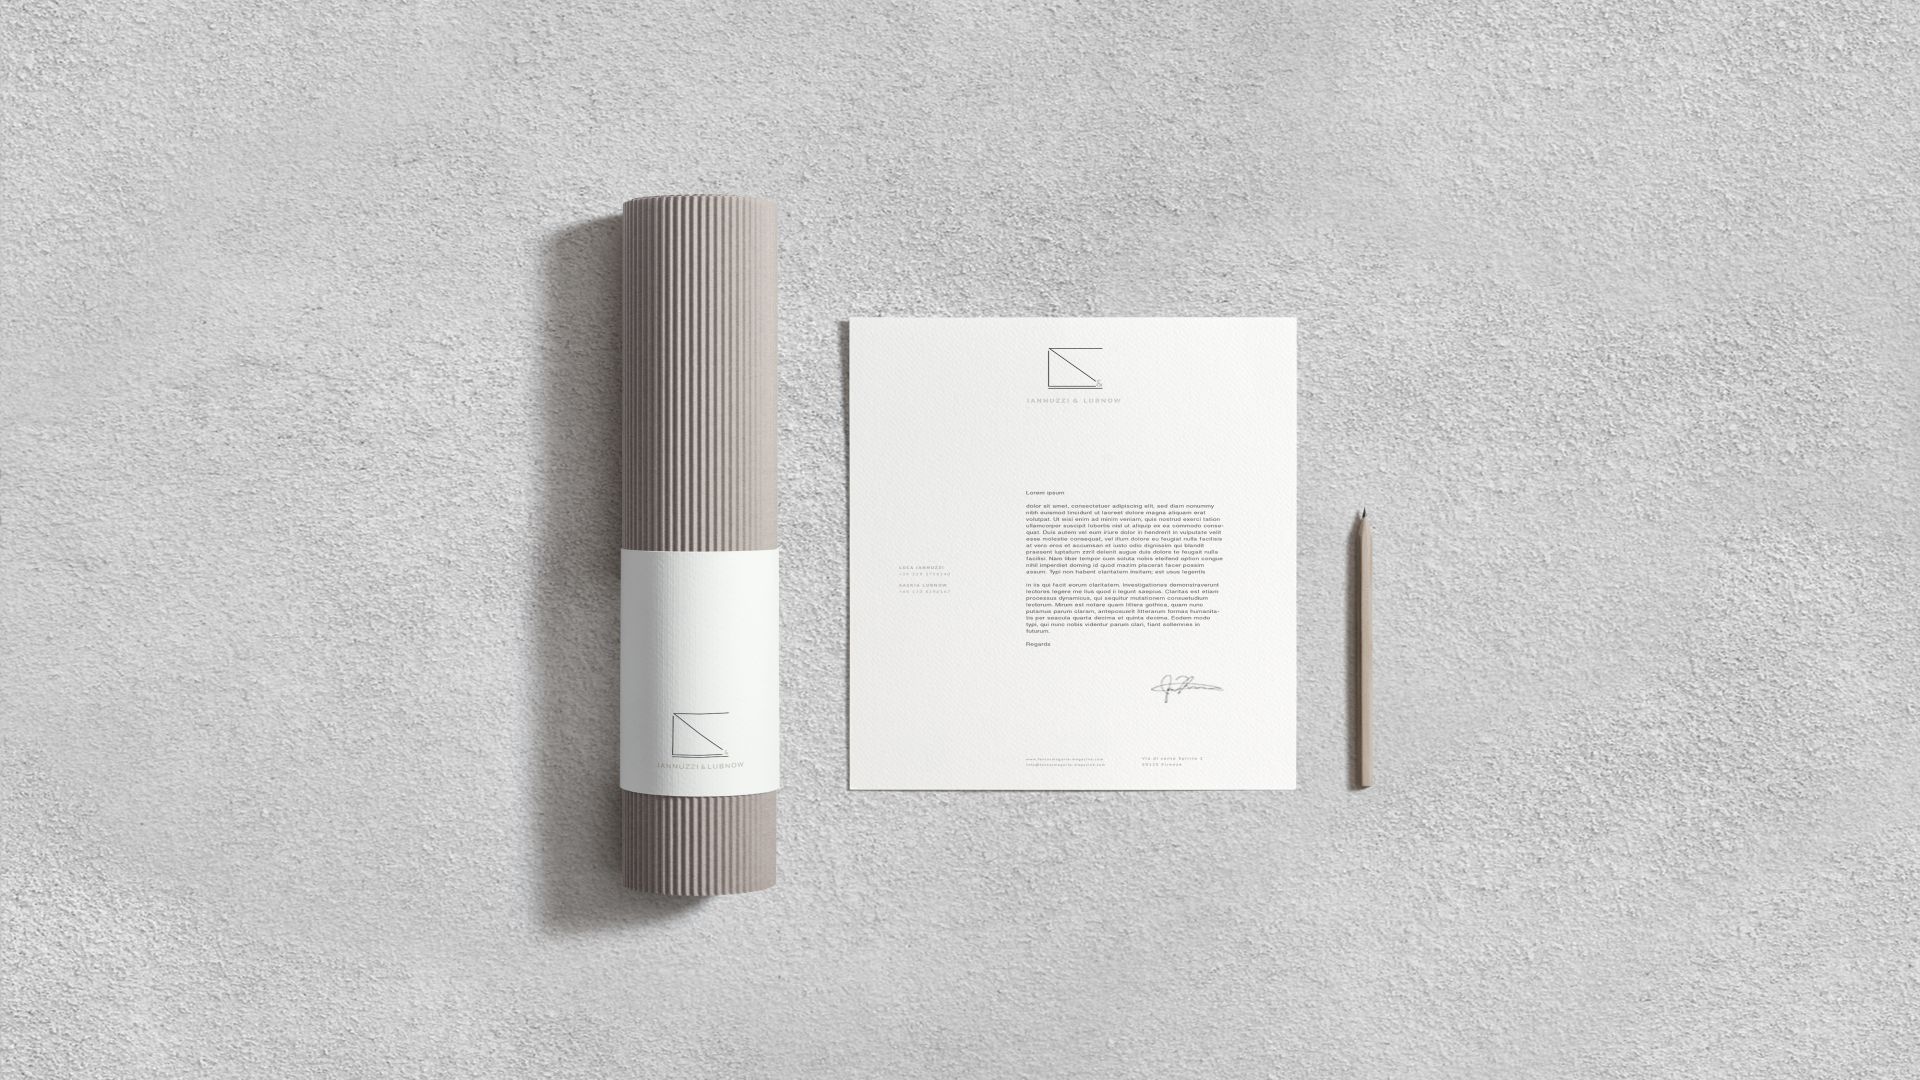 IANNUZZI & LUBNOW
&
IANNUZZI & LUBNOW
&
Lorem ipsum
dolor sit amet, consectetuer adipiscing elit, sed diam nonummy
nibh euismod tincidunt ut laoreet dolore magna aliquam erat
volutpat. Ut wisi enim ad minim veniam, quis nostrud exerci tation
ullamcorper suscipit lobortis nisl ut aliquip ex ea commodo conse-
quat. Duis autem vel eum iriure dolor in hendrerit in vulputate velit
esse molestie consequat, vel illum dolore eu feugiat nulla facilisis
at vero eros et accumsan et iusto odio dignissim qui blandit
praesent luptatum zzril delenit augue duis dolore te feugait nulla
facilisi. Nam liber tempor cum soluta nobis eleifend option congue
nihil imperdiet doming id quod mazim placerat facer possim
assum. Typi non habent claritatem insitam; est usus legentis
in iis qui facit eorum claritatem. Investigationes demonstraverunt
lectores legere me lius quod ii legunt saepius. Claritas est etiam
processus dynamicus, qui sequitur mutationem consuetudium
lectorum. Mirum est notare quam littera gothica, quam nunc
putamus parum claram, anteposuerit litterarum formas humanita-
tis per seacula quarta decima et quinta decima. Eodem modo
typi, qui nunc nobis videntur parum clari, fiant sollemnes in
futurum.
Regards
LUCA IANNUZZI
SASKIA LUBNOW